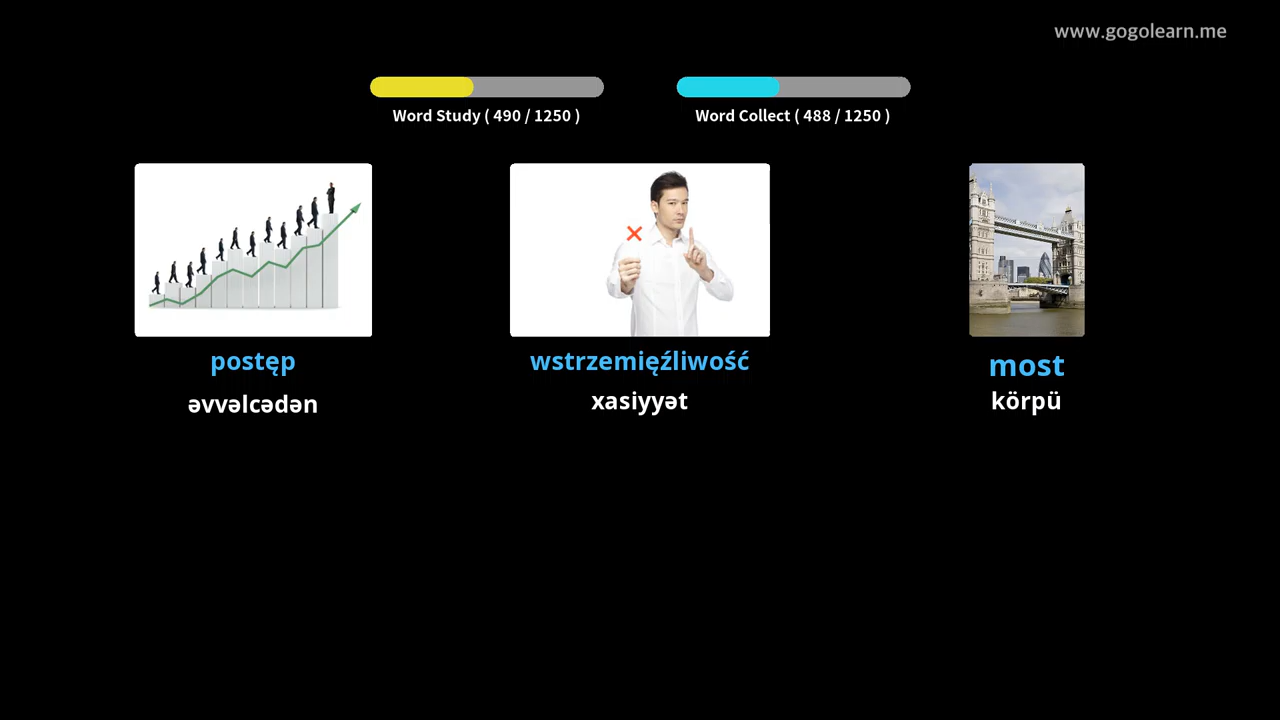 www.gogolearn.me
Word Study ( 490 / 1250 )
Word Collect ( 488 / 1250 )
postęp
wstrzemięźliwość
most
əvvəlcədən
xasiyyət
körpü